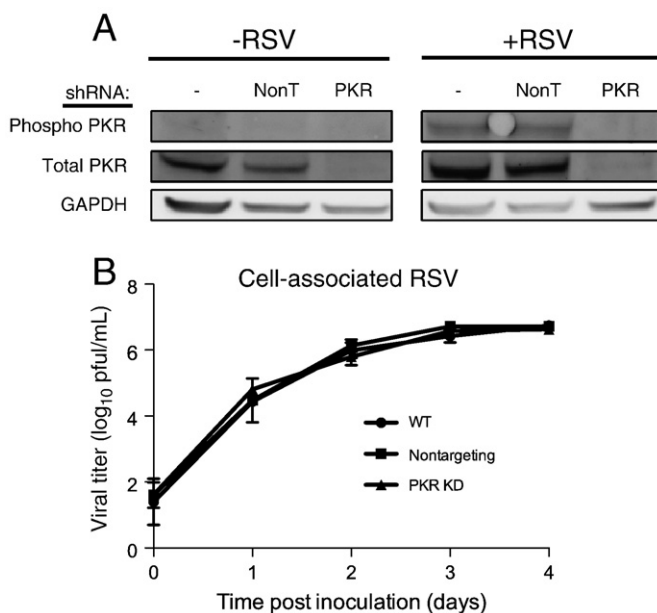 A
-RSV
+RSV
shRNA:
- NonT PKR
- NonT PKR
Phospho PKR
Total PKR
GAPDH
B
Cell-associated RSV
Viral titer (log10 pful/mL)
8
6
4
2
0
WT
Nontargeting
PKR KD
0 1 2 3 4
Time post inoculation (days)